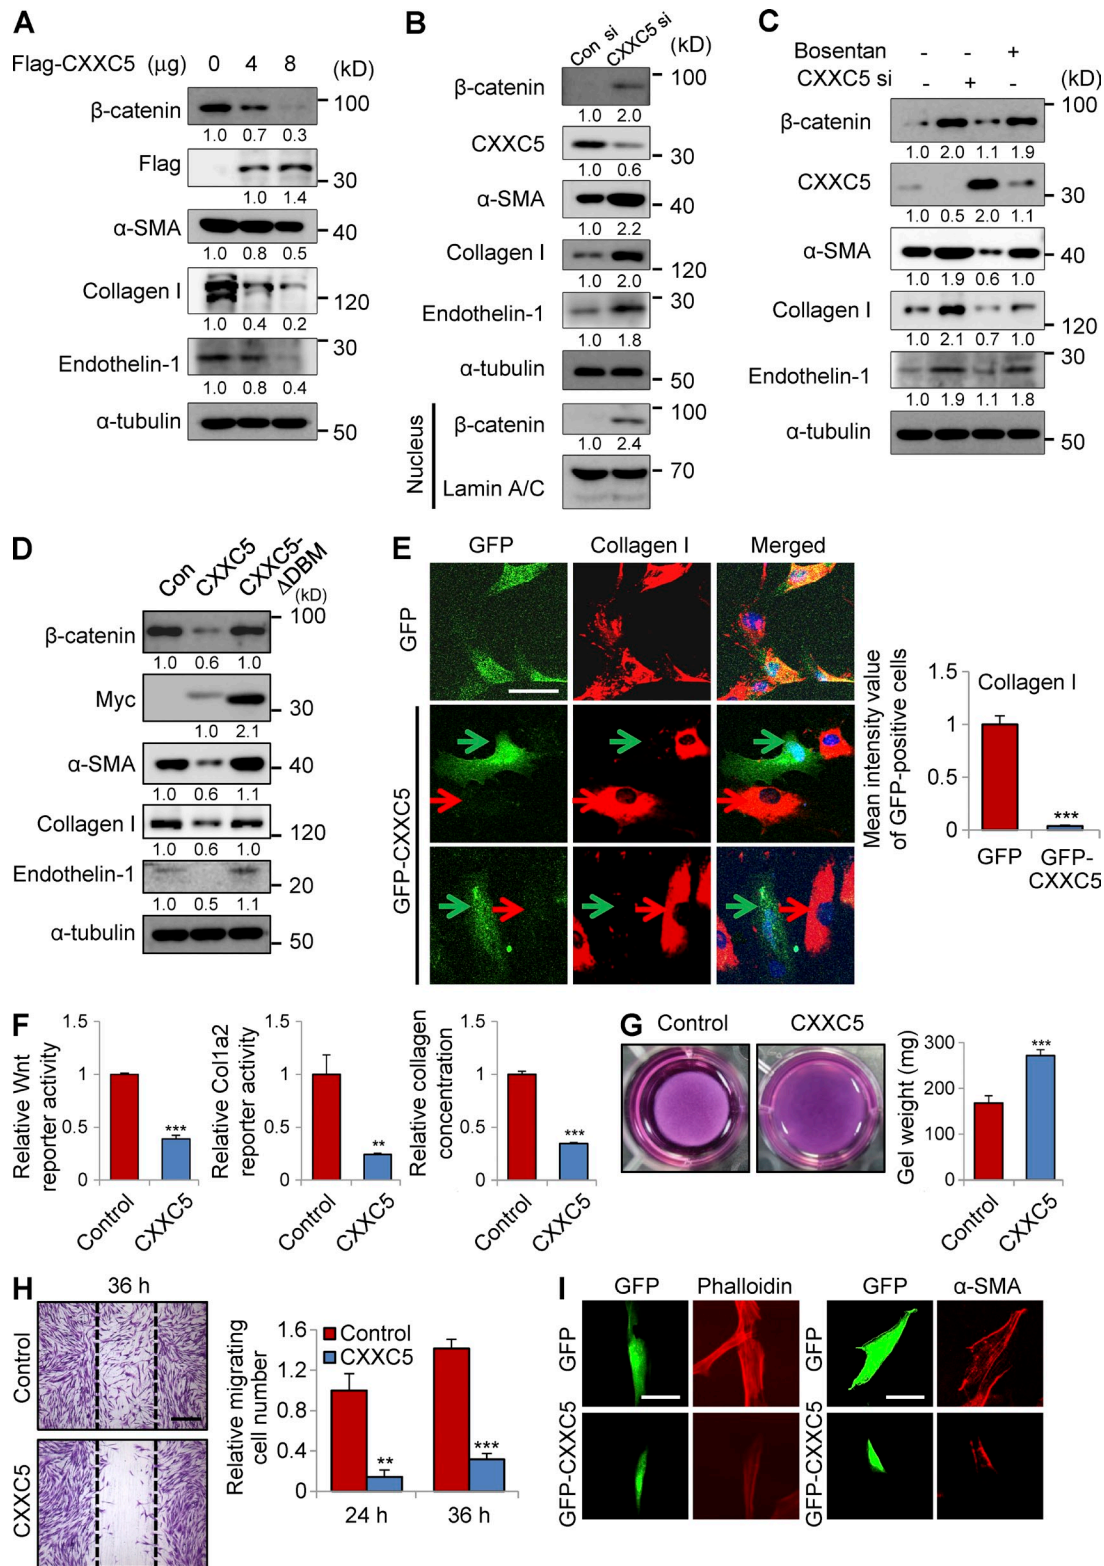 A
Flag-CXXC5 (μg) 0 4 8 (kD)
β-catenin 100
1.0 0.7 0.3
Flag 30
1.0 1.4
α-SMA 40
1.0 0.8 0.5
Collagen I 120
1.0 0.4 0.2
Endothelin-1 30
1.0 0.8 0.4
α-tubulin 50
B
Con si CXXC5 si (kD)
β-catenin 100
1.0 2.0
CXXC5 30
1.0 0.6
α-SMA 40
1.0 2.2
Collagen I 120
1.0 2.0
Endothelin-1 30
1.0 1.8
α-tubulin 50
Nucleus
β-catenin 100
1.0 2.4
Lamin A/C 70
C
Bosentan - - - +
CXXC5 si - + -
(kD)
β-catenin 100
1.0 2.0 1.1 1.9
CXXC5 30
1.0 0.5 2.0 1.1
α-SMA 40
1.0 1.9 0.6 1.0
Collagen I 120
1.0 2.1 0.7 1.0
Endothelin-1 30
1.0 1.9 1.1 1.8
α-tubulin 50
D
Con CXXC5 CXXC5-ΔDBM
(kD)
β-catenin 100
1.0 0.6 1.0
Myc 30
1.0 2.1
α-SMA 40
1.0 0.6 1.1
Collagen I 120
1.0 0.6 1.0
Endothelin-1 20
1.0 0.5 1.1
α-tubulin 50
E
GFP Collagen I Merged
GFP
GFP-CXXC5
Mean intensity value
of GFP-positive cells
Collagen I
1.5
1
0.5
0
***
GFP GFP-
CXXC5
F
Relative Wnt
reporter activity
1.5
1
0.5
0
***
Control CXXC5
Relative Col1a2
reporter activity
1.5
1
0.5
0
**
Control CXXC5
Relative collagen
concentration
1.5
1
0.5
0
***
Control CXXC5
G
Control CXXC5
Gel weight (mg)
300
200
100
0
***
Control CXXC5
H
36 h
Control
CXXC5
Relative migrating
cell number
1.6
1.2
0.8
0.4
0
Control
CXXC5
** ***
24 h 36 h
I
GFP Phalloidin GFP α-SMA
GFP
GFP-CXXC5
GFP
GFP-CXXC5